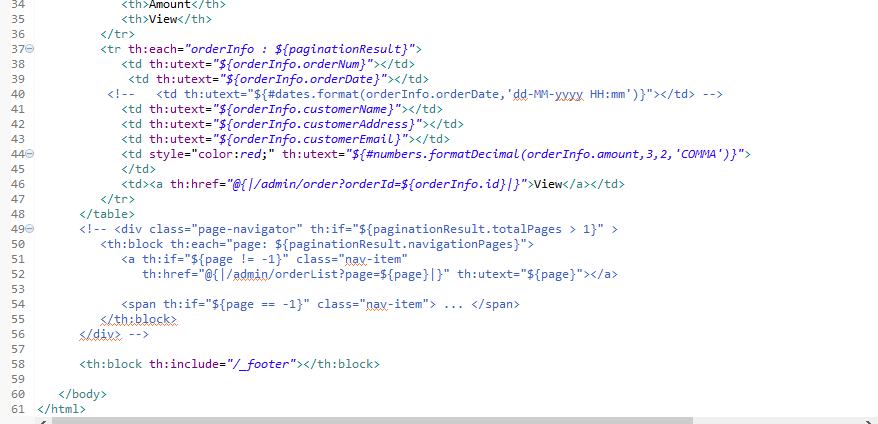 34 <th>Amount</th>
35 <th>View</th>
36 </tr>
37 <tr th:each="orderInfo : ${paginationResult}">
38 <td th:utext="${orderInfo.orderNum}"></td>
39 <td th:utext="${orderInfo.orderDate}"></td>
40 <!-- <td th:utext="${#dates.format(orderInfo.orderDate,'dd-MM-yyyy HH:mm')}"></td> -->
41 <td th:utext="${orderInfo.customerName}"></td>
42 <td th:utext="${orderInfo.customerAddress}"></td>
43 <td th:utext="${orderInfo.customerEmail}"></td>
44 <td style="color:red;" th:utext="${#numbers.formatDecimal(orderInfo.amount,3,2,'COMMA')}">
45 </td>
46 <td><a th:href="@{|/admin/order?orderId=${orderInfo.id}|}">View</a></td>
47 </tr>
48 </table>
49 <!-- <div class="page-navigator" th:if="${paginationResult.totalPages > 1}" >
50 <th:block th:each="page: ${paginationResult.navigationPages}">
51 <a th:if="${page != -1}" class="nav-item"
52 th:href="@{|/admin/orderList?page=${page}|}" th:utext="${page}"></a>
53
54 <span th:if="${page == -1}" class="nav-item"> ... </span>
55 </th:block>
56 </div> -->
57
58 <th:block th:include="/_footer"></th:block>
59
60 </body>
61 </html>